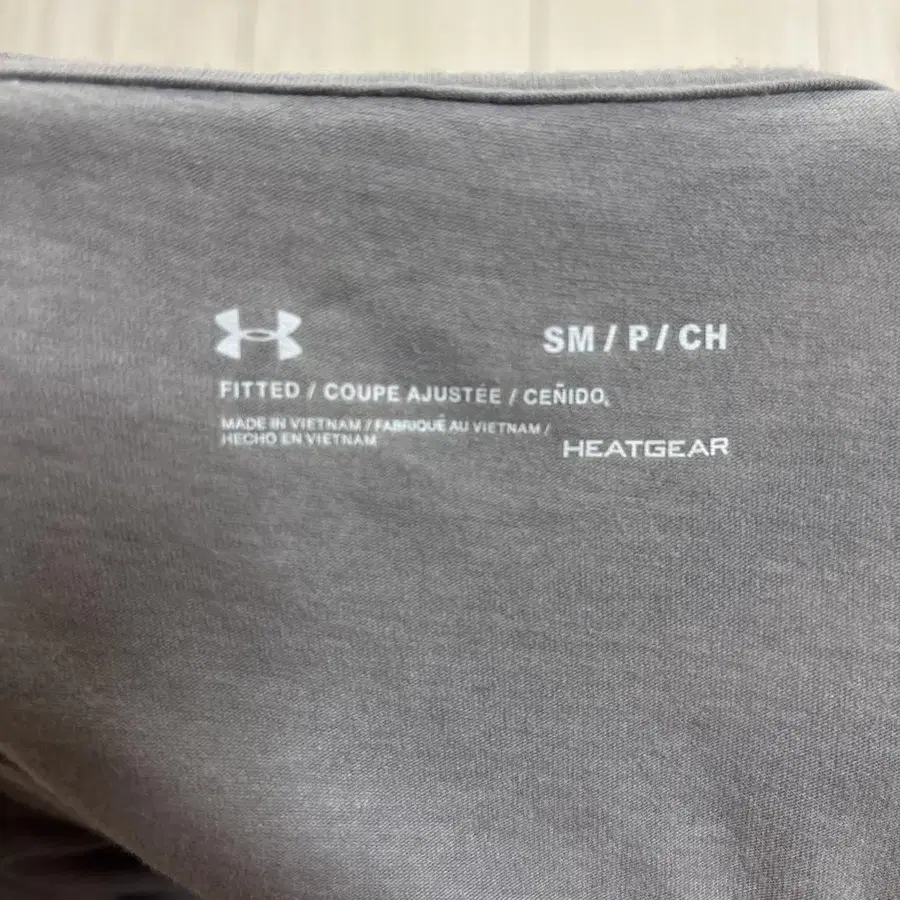 SM / P / CH
FITTED / COUPE AJUSTÉE / CEÑIDO
MADE IN VIETNAM / FABRIQUÉ AU VIETNAM /
HECHO EN VIETNAM
HEATGEAR